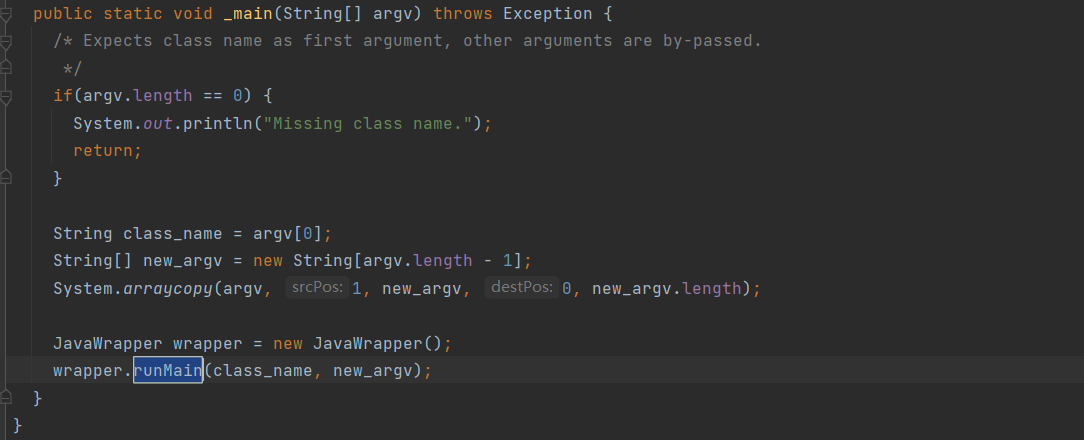 public static void _main(String[] argv) throws Exception {
/* Expects class name as first argument, other arguments are by-passed.
*/
if(argv.length == 0) {
System.out.println("Missing class name.");
return;
}
String class_name = argv[0];
String[] new_argv = new String[argv.length - 1];
System.arraycopy(argv, srcPos: 1, new_argv, destPos: 0, new_argv.length);
JavaWrapper wrapper = new JavaWrapper();
wrapper.runMain(class_name, new_argv);
}
}